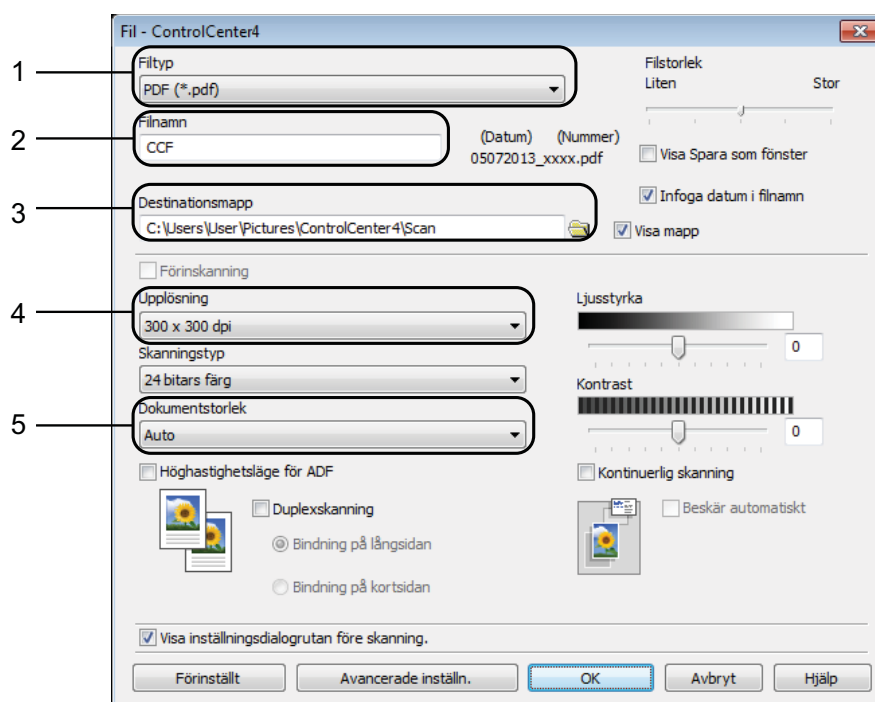 Fil - ControlCenter4
1
Filtyp
PDF (*.pdf)
Filstorlek
Liten Stor
2
Filnamn
CCF
(Datum) (Nummer)
05072013_xxxx.pdf
Visa Spara som fönster
Infoga datum i filnamn
3
Destinationsmapp
C:\Users\User\Pictures\ControlCenter4\Scan
Visa mapp
Förinskanning
4
Upplösning
300 x 300 dpi
Ljusstyrka
0
Skanningstyp
24 bitars färg
Kontrast
0
5
Dokumentstorlek
Auto
Höghastighetsläge för ADF
Kontinuerlig skanning
Duplexskanning
Beskär automatiskt
Bindning på långsidan
Bindning på kortsidan
Visa inställningsdialogrutan före skanning.
Förinställt Avancerade inställn. OK Avbryt Hjälp